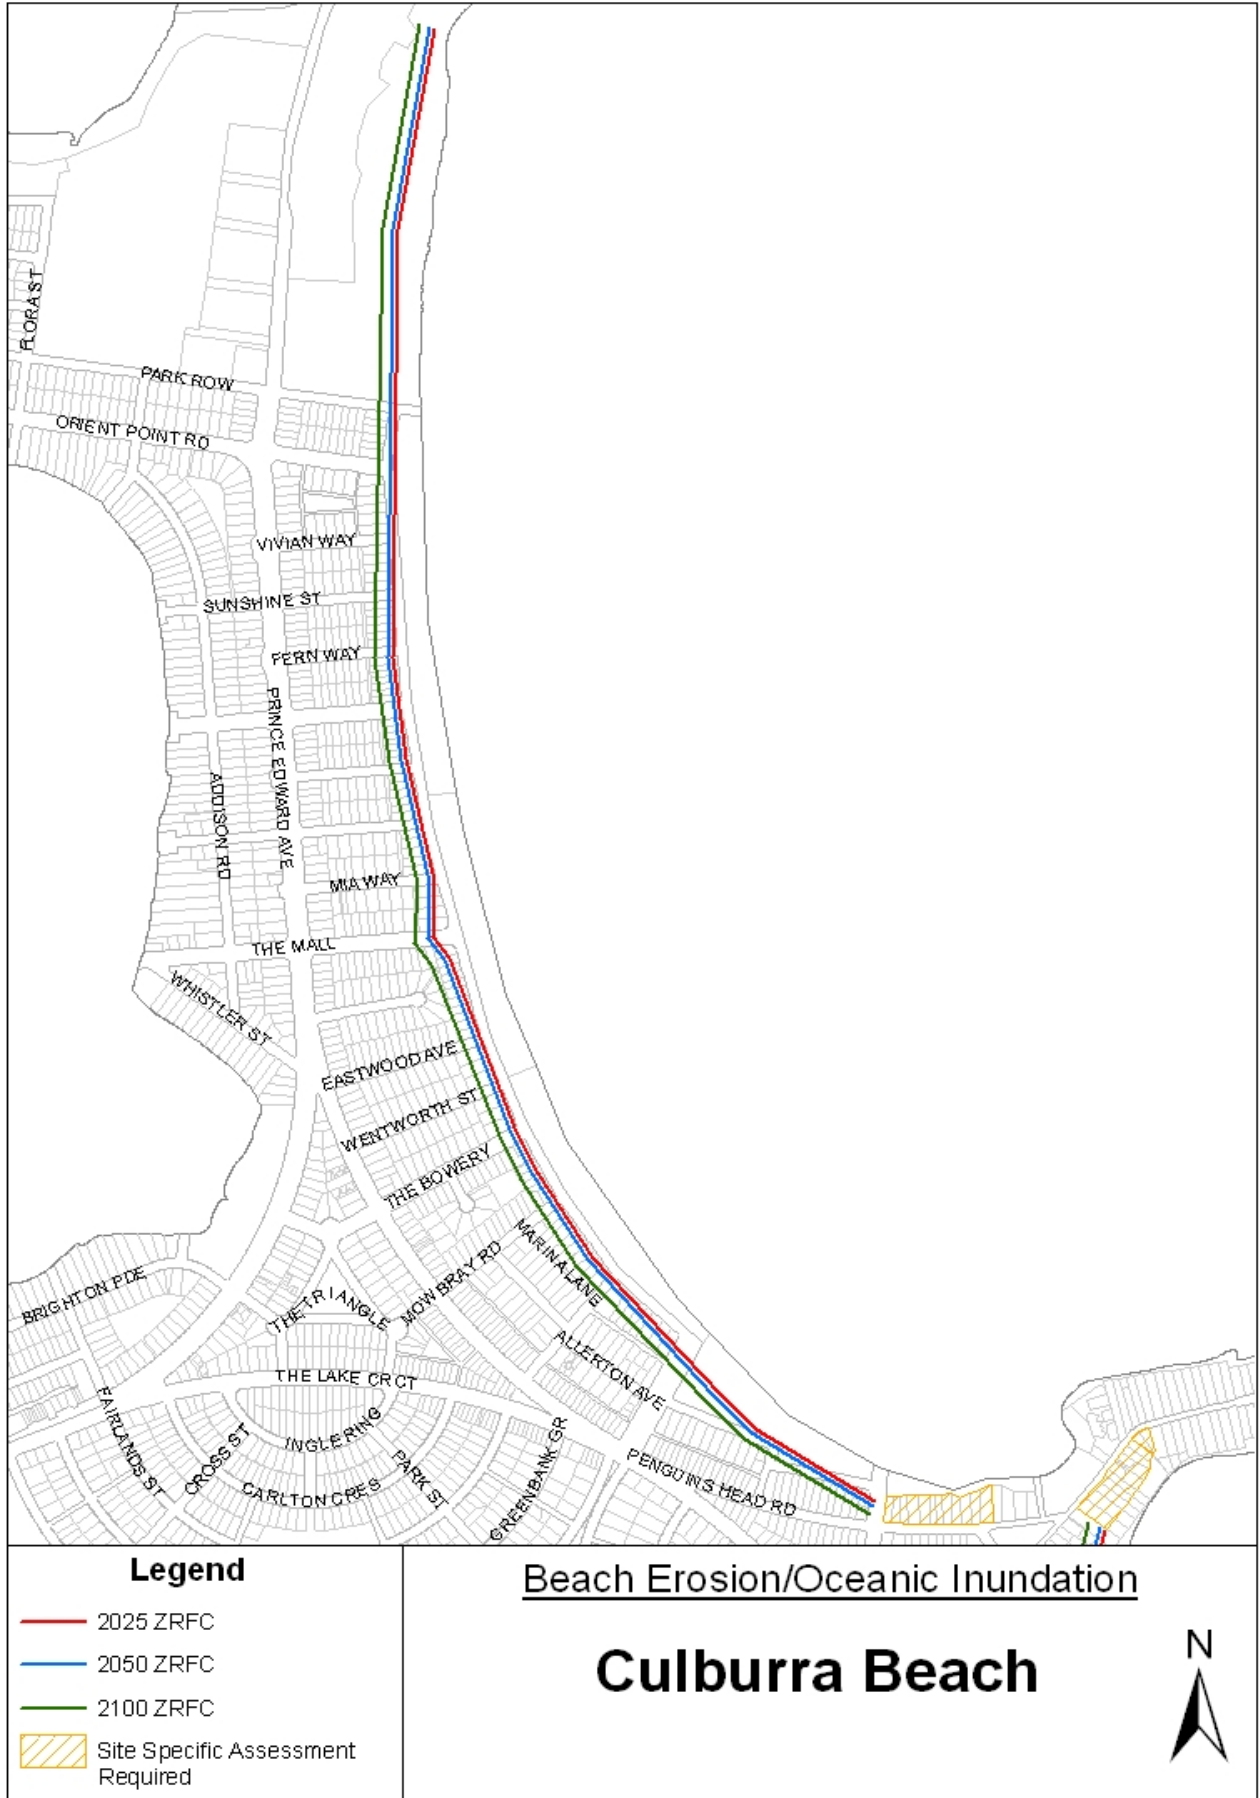 FLORA ST
PARK ROW
ORIENT POINT RD
VIVIAN WAY
SUNSHINE ST
FERN WAY
PRINCE EDWARD AVE
ADDISON RD
MIA WAY
THE MALL
WHISTLER ST
EASTWOOD AVE
WENTWORTH ST
THE BOWERY
MARINA LANE
MOWBRAY RD
BRIGHTON PDE
THE TRIANGLE
ALLERTON AVE
THE LAKE CRCT
FAIRLANDS ST
CROSS ST
INGLE RING
PARK ST
GREENBANK GR
CARLTON CRES
PENGUINS HEAD RD
Legend
2025 ZRFC
2050 ZRFC
2100 ZRFC
Site Specific Assessment
Required
Beach Erosion/Oceanic Inundation
Culburra Beach
N